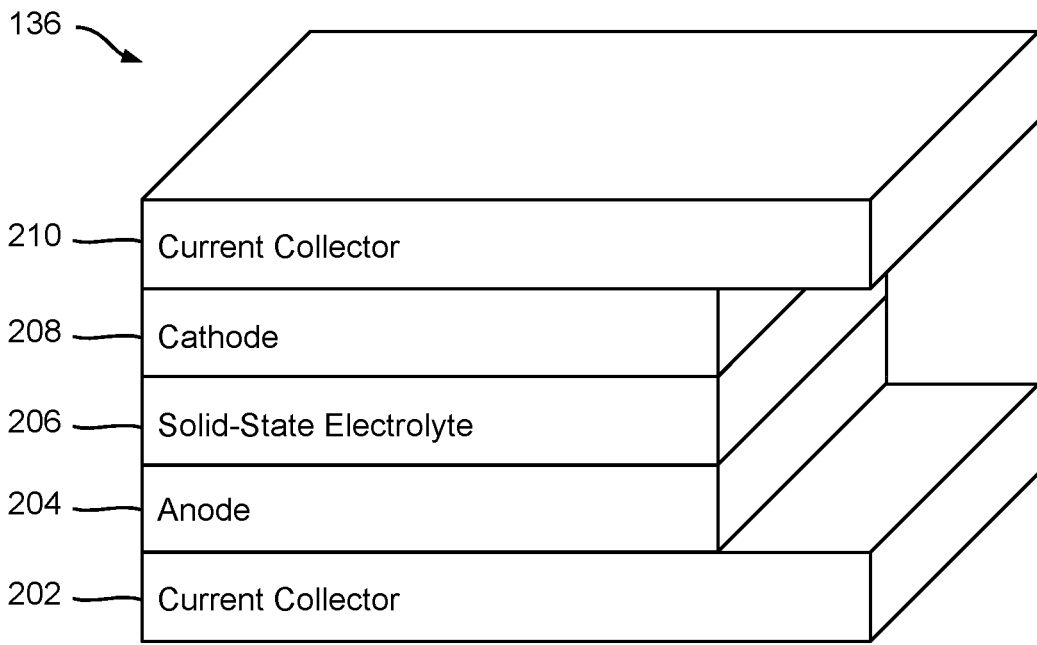 136
210 Current Collector
208 Cathode
206 Solid-State Electrolyte
204 Anode
202 Current Collector